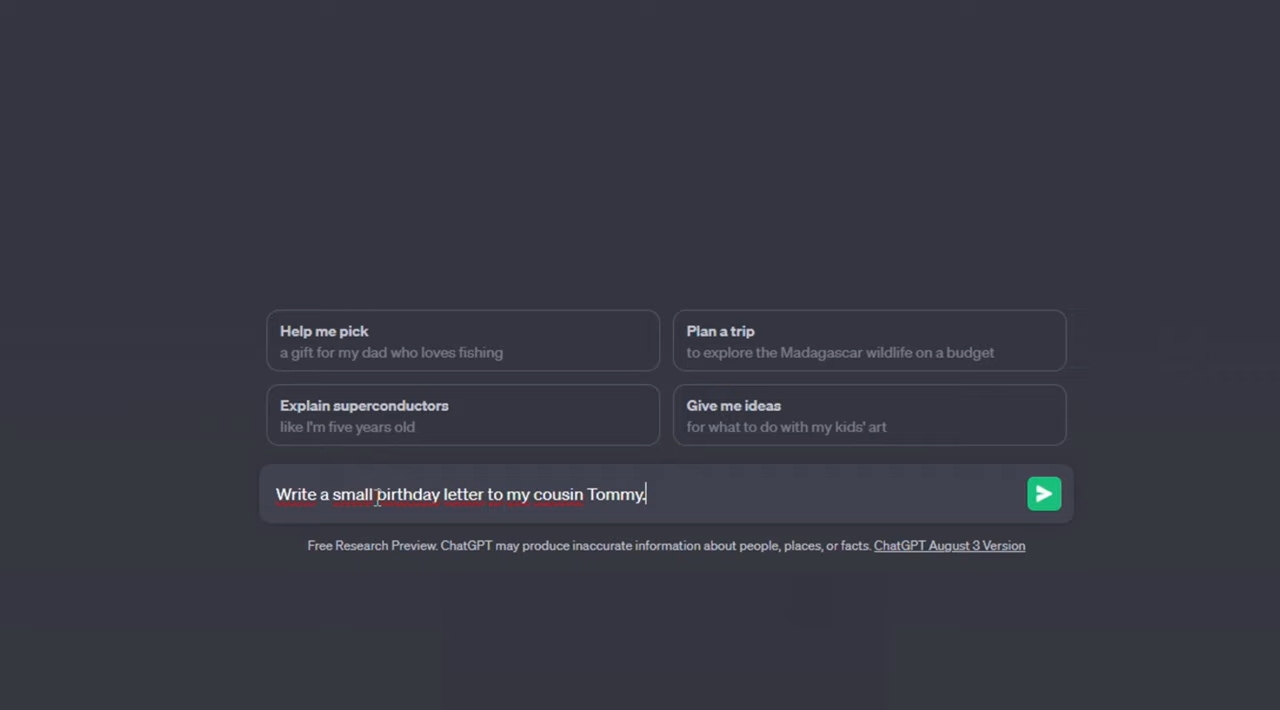 Help me pick
a gift for my dad who loves fishing
Plan a trip
to explore the Madagascar wildlife on a budget
Explain superconductors
like I'm five years old
Give me ideas
for what to do with my kids' art
Write a small birthday letter to my cousin Tommy.
Free Research Preview. ChatGPT may produce inaccurate information about people, places, or facts. ChatGPT August 3 Version